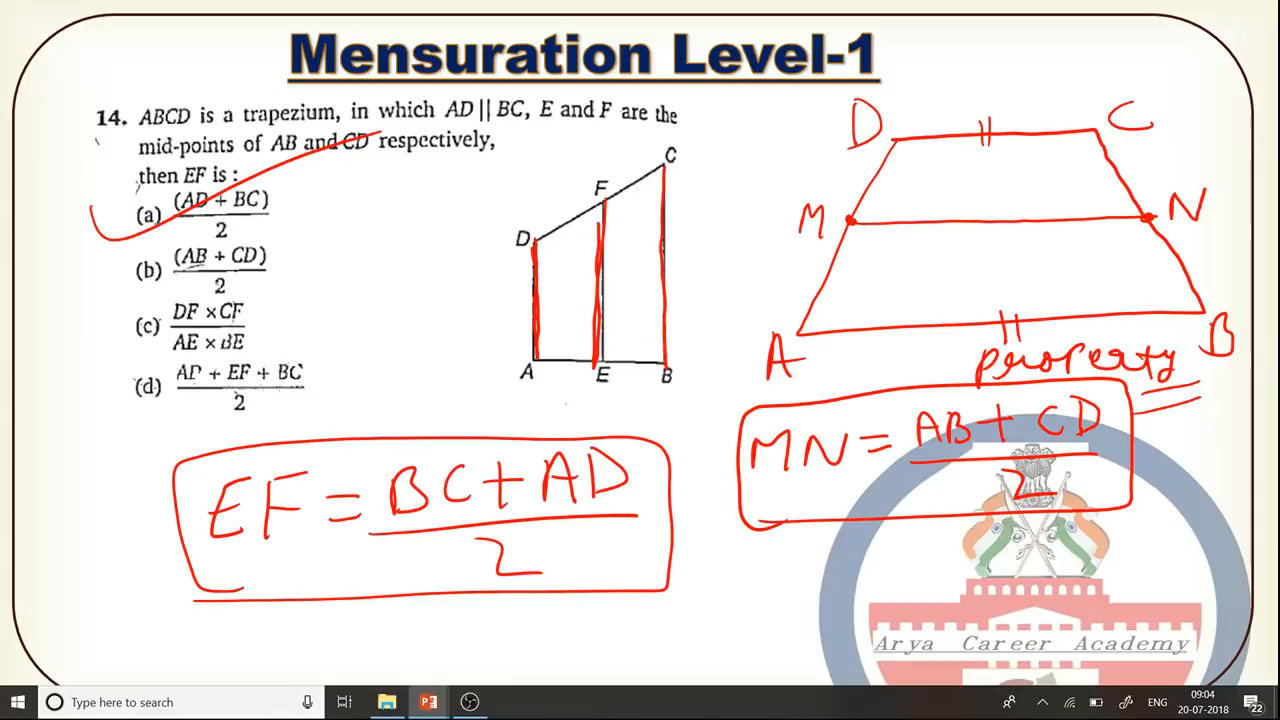 Mensuration Level-1
14. ABCD is a trapezium, in which AD || BC, E and F are the
mid-points of AB and CD respectively,
then EF is :
(a) (AD + BC)
2
(b) (AB + CD)
2
(c) DF × CF
AE × BE
(d) AD + EF + BC
2
C
F
D
A
E
B
D
C
M
N
A
B
property
MN = AB + CD
2
EF = BC + AD
2
Arya Career Academy
Type here to search
ENG
09:04
20-07-2018
22